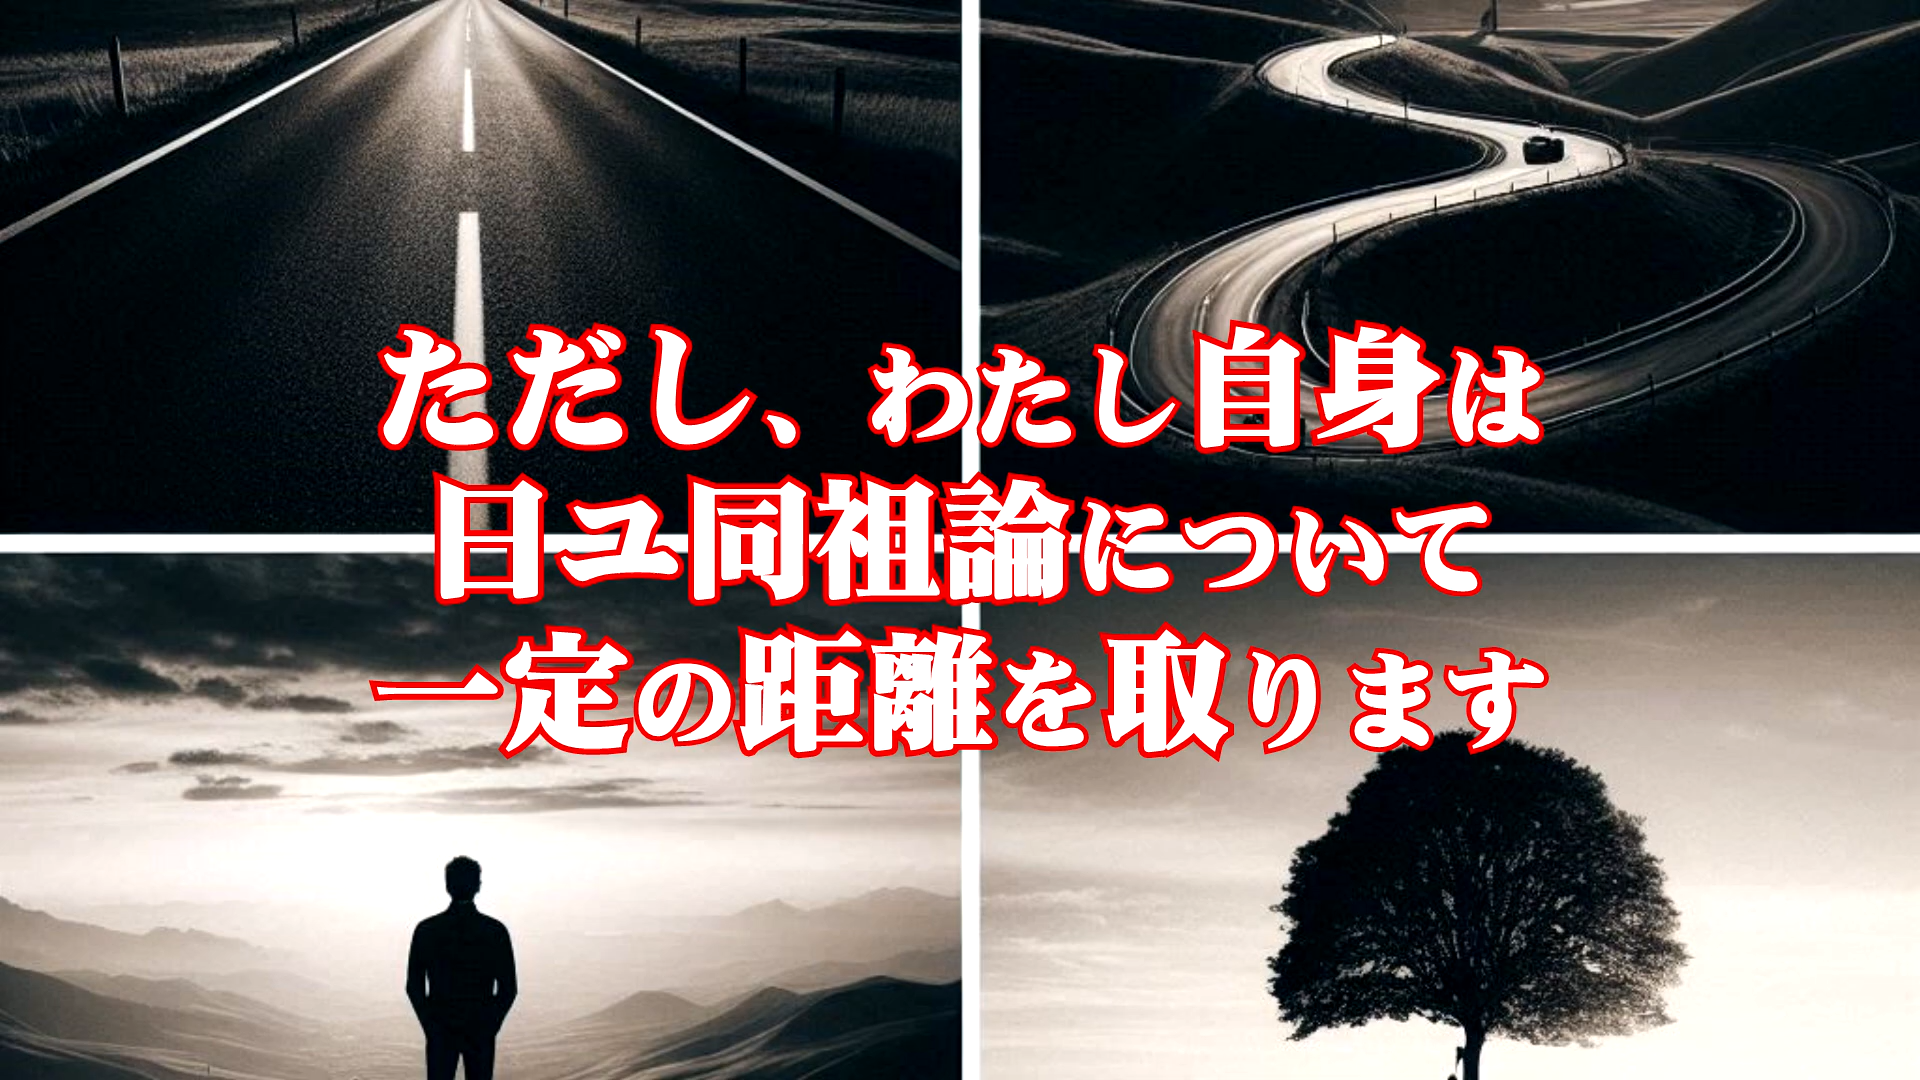 ただし、わたし自身は
日ユ同祖論について
一定の距離を取ります